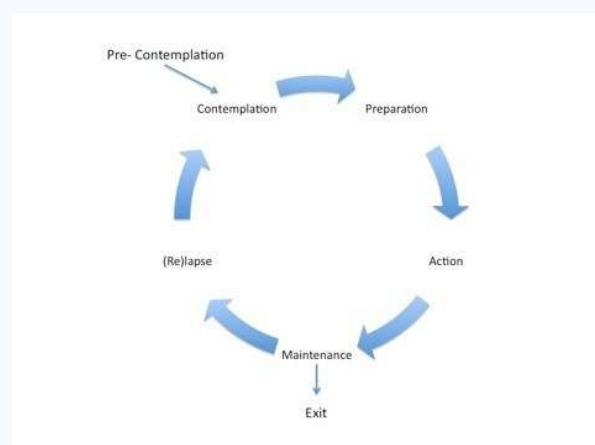 Pre- Contemplation
Contemplation
Preparation
(Re)lapse
Action
Maintenance
Exit